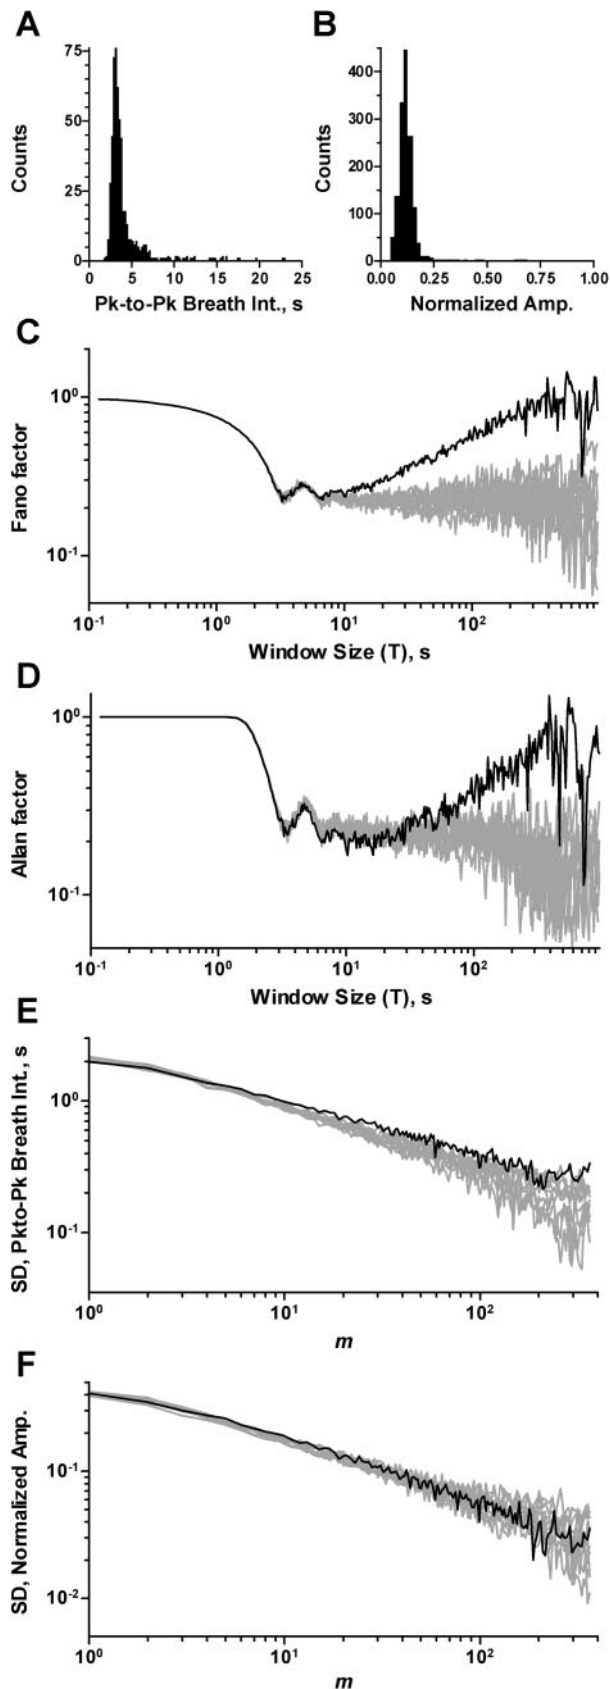 A
75
50
25
0
Counts
0 5 10 15 20 25
Pk-to-Pk Breath Int., s
B
400
300
200
100
0
Counts
0.00 0.25 0.50 0.75 1.00
Normalized Amp.
C
10⁰
10⁻¹
Fano factor
10⁻¹ 10⁰ 10¹ 10²
Window Size (T), s
D
10⁰
10⁻¹
Allan factor
10⁻¹ 10⁰ 10¹ 10²
Window Size (T), s
E
10⁰
10⁻¹
SD, Pkto-Pk Breath Int., s
10⁰ 10¹ 10²
m
F
10⁻¹
10⁻²
SD, Normalized Amp.
10⁰ 10¹ 10²
m